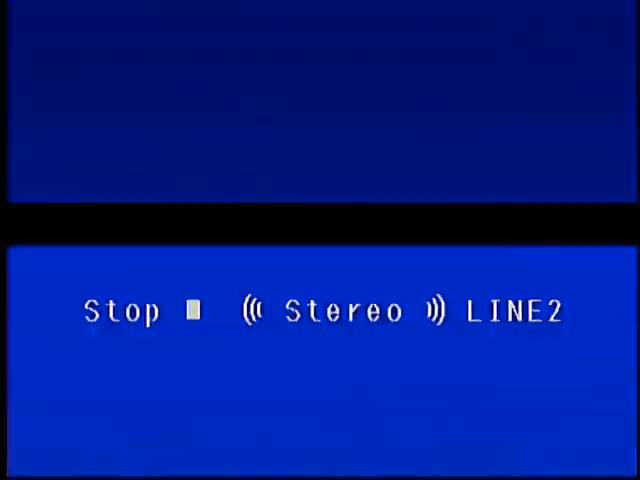 Stop ■ ((( Stereo ))) LINE2